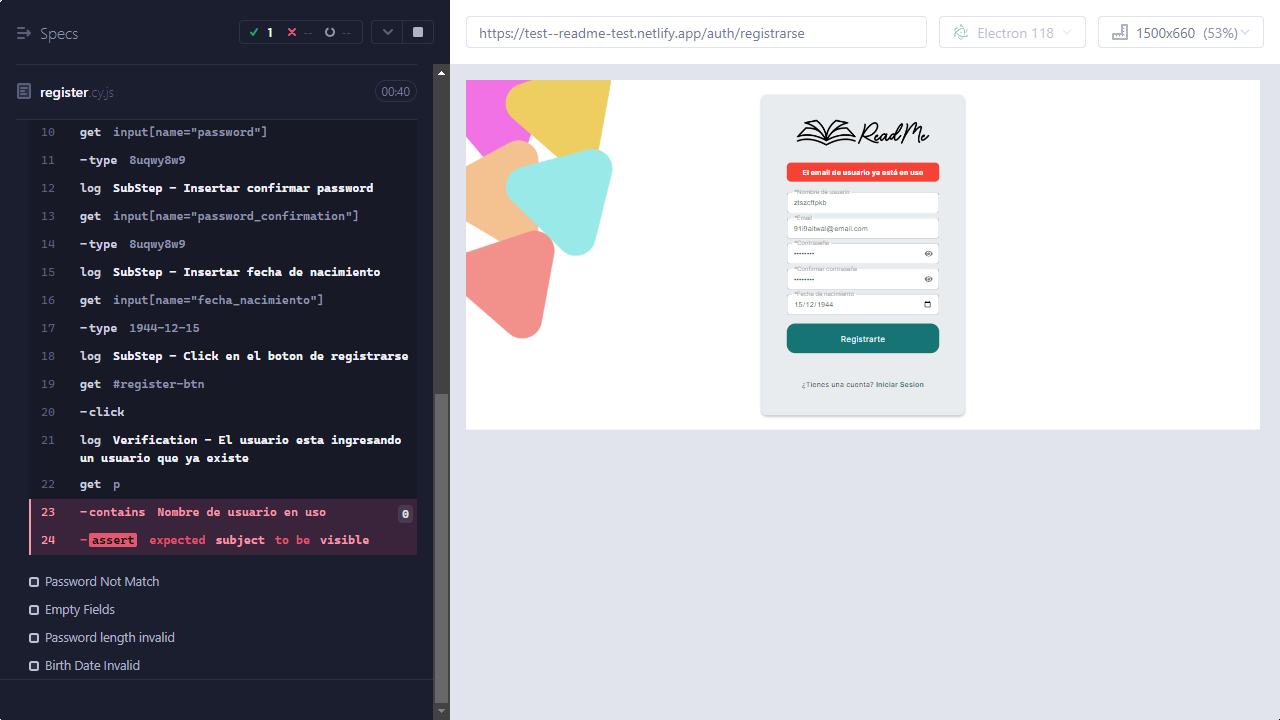 Specs
1 -- --
https://test--readme-test.netlify.app/auth/registrarse
Electron 118
1500x660 (53%)
register.cy.js
00:40
10 get input[name="password"]
11 -type 8uqwy8w9
12 log SubStep - Insertar confirmar password
13 get input[name="password_confirmation"]
14 -type 8uqwy8w9
15 log SubStep - Insertar fecha de nacimiento
16 get input[name="fecha_nacimiento"]
17 -type 1944-12-15
18 log SubStep - Click en el boton de registrarse
19 get #register-btn
20 -click
21 log Verification - El usuario esta ingresando
un usuario que ya existe
22 get p
23 -contains Nombre de usuario en uso 0
24 -assert expected subject to be visible
Password Not Match
Empty Fields
Password length invalid
Birth Date Invalid
ReadMe
El email de usuario ya está en uso
*Nombre de usuario
ztszcftpkb
*Email
*Contraseña
*Confirmar contraseña
*Fecha de nacimiento
15/12/1944
Registrarte
¿Tienes una cuenta? Iniciar Sesion